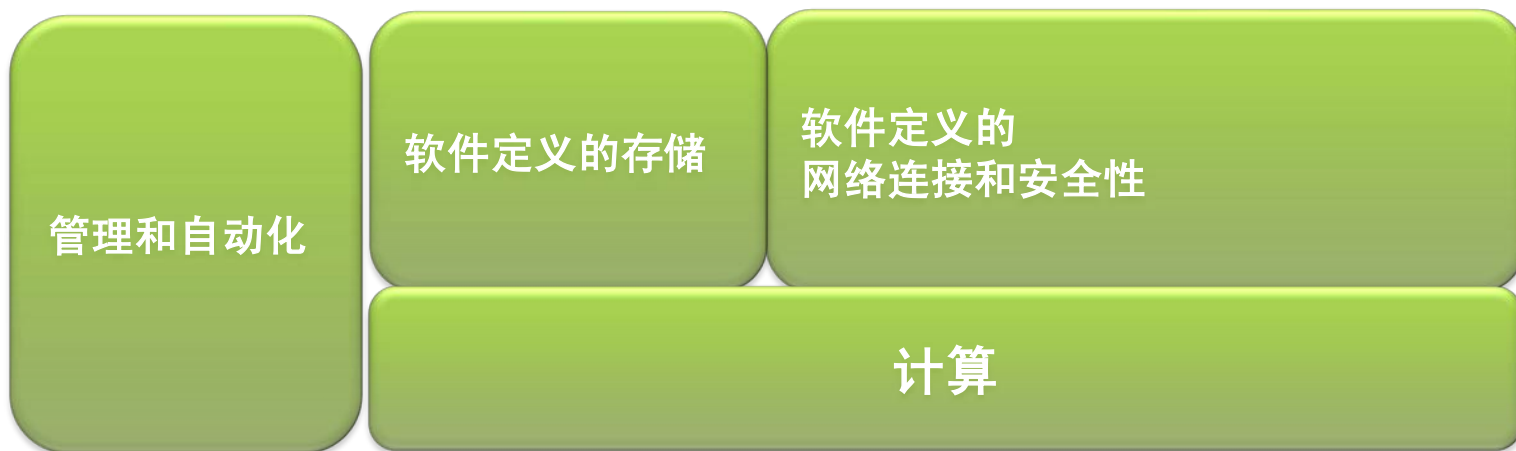 管理和自动化
软件定义的存储
软件定义的
网络连接和安全性
计算